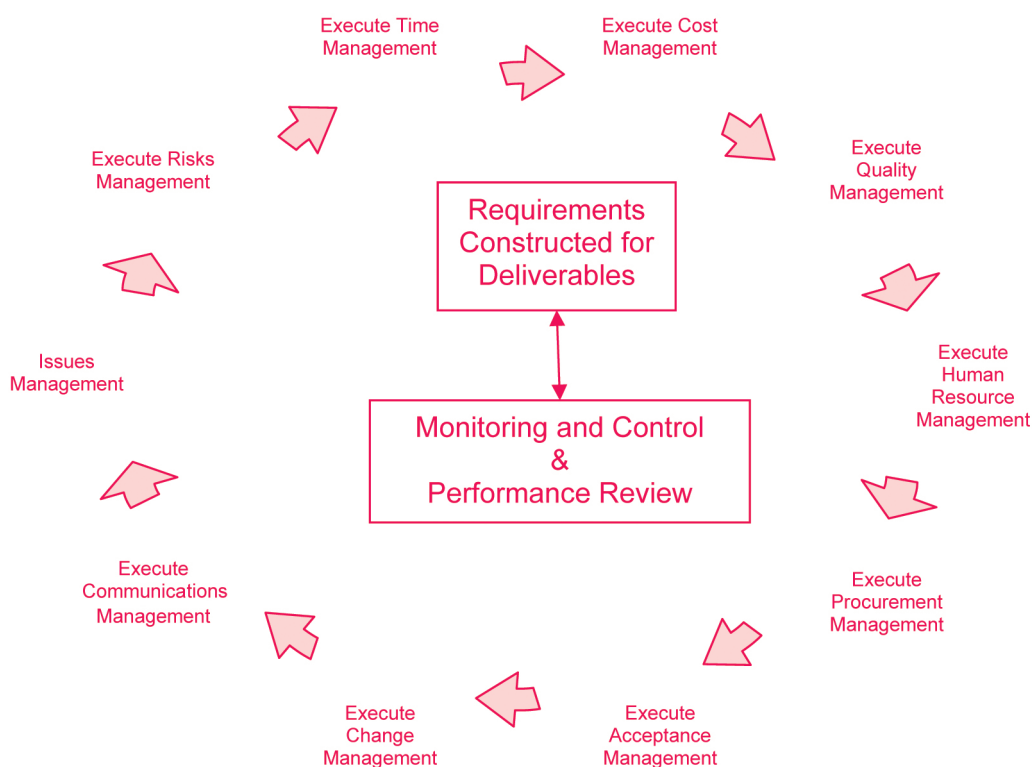 Execute Time
Management
Execute Cost
Management
Execute
Quality
Management
Execute
Human
Resource
Management
Execute
Procurement
Management
Execute
Acceptance
Management
Execute
Change
Management
Execute
Communications
Management
Issues
Management
Execute Risks
Management
Requirements
Constructed for
Deliverables
Monitoring and Control
&
Performance Review